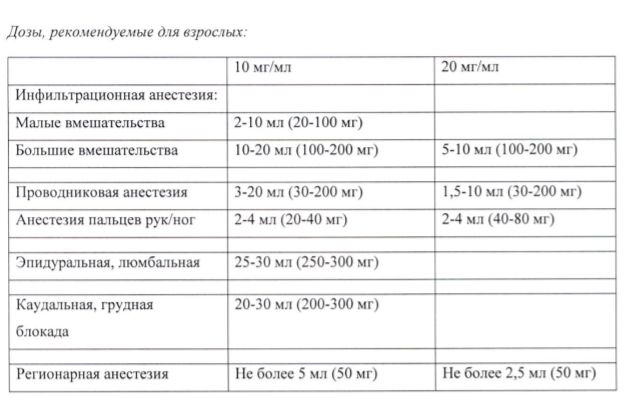 Дозы, рекомендуемые для взрослых:
10 мг/мл 20 мг/мл
Инфильтрационная анестезия:
Малые вмешательства 2-10 мл (20-100 мг)
Большие вмешательства 10-20 мл (100-200 мг) 5-10 мл (100-200 мг)
Проводниковая анестезия 3-20 мл (30-200 мг) 1,5-10 мл (30-200 мг)
Анестезия пальцев рук/ног 2-4 мл (20-40 мг) 2-4 мл (40-80 мг)
Эпидуральная, люмбальная 25-30 мл (250-300 мг)
Каудальная, грудная 20-30 мл (200-300 мг)
блокада
Регионарная анестезия Не более 5 мл (50 мг) Не более 2,5 мл (50 мг)